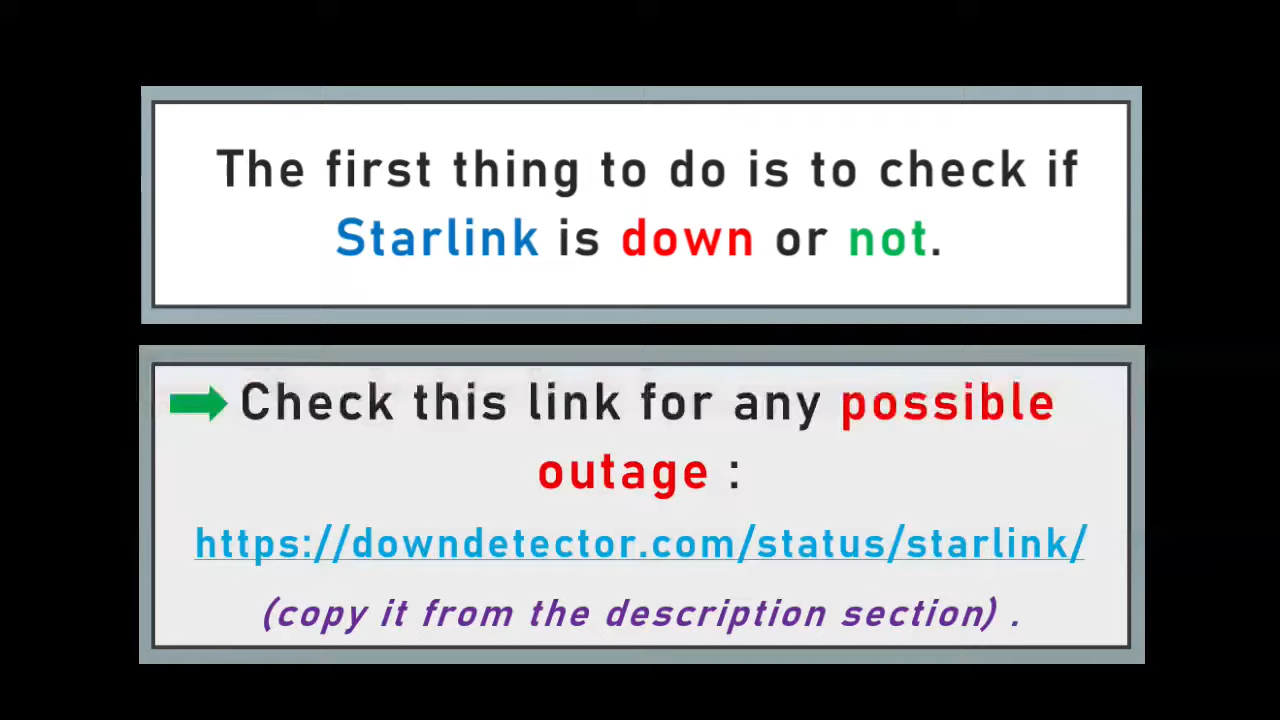 The first thing to do is to check if
Starlink is down or not.
Check this link for any possible
outage :
https://downdetector.com/status/starlink/
(copy it from the description section) .